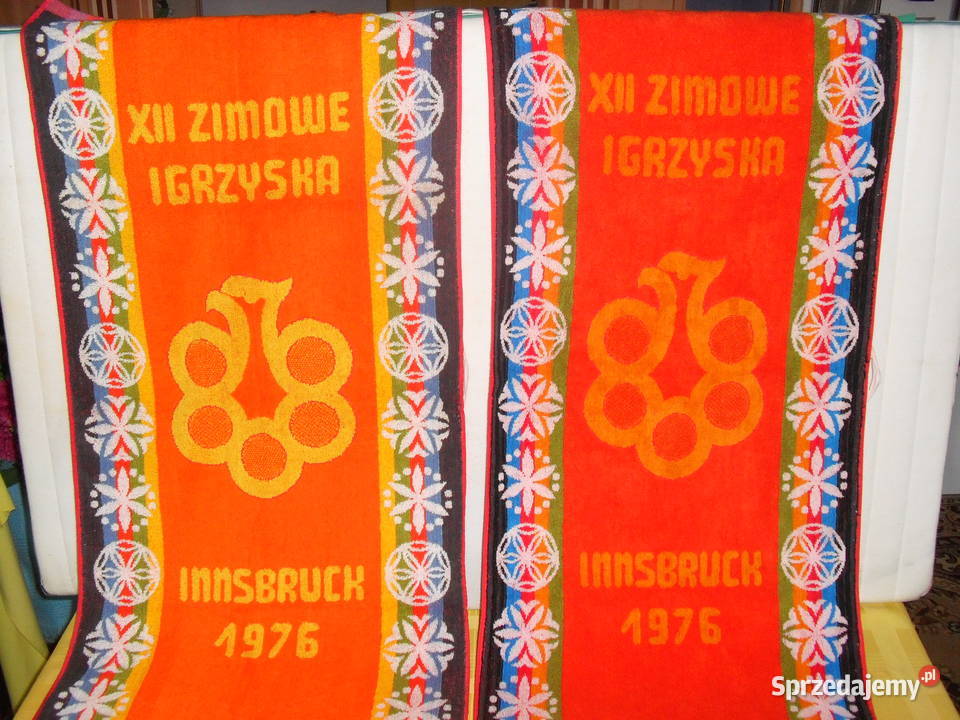 XII ZIMOWE
IGRZYSKA
INNSBRUCK
1976
XII ZIMOWE
IGRZYSKA
INNSBRUCK
1976
Sprzedajemy.pl